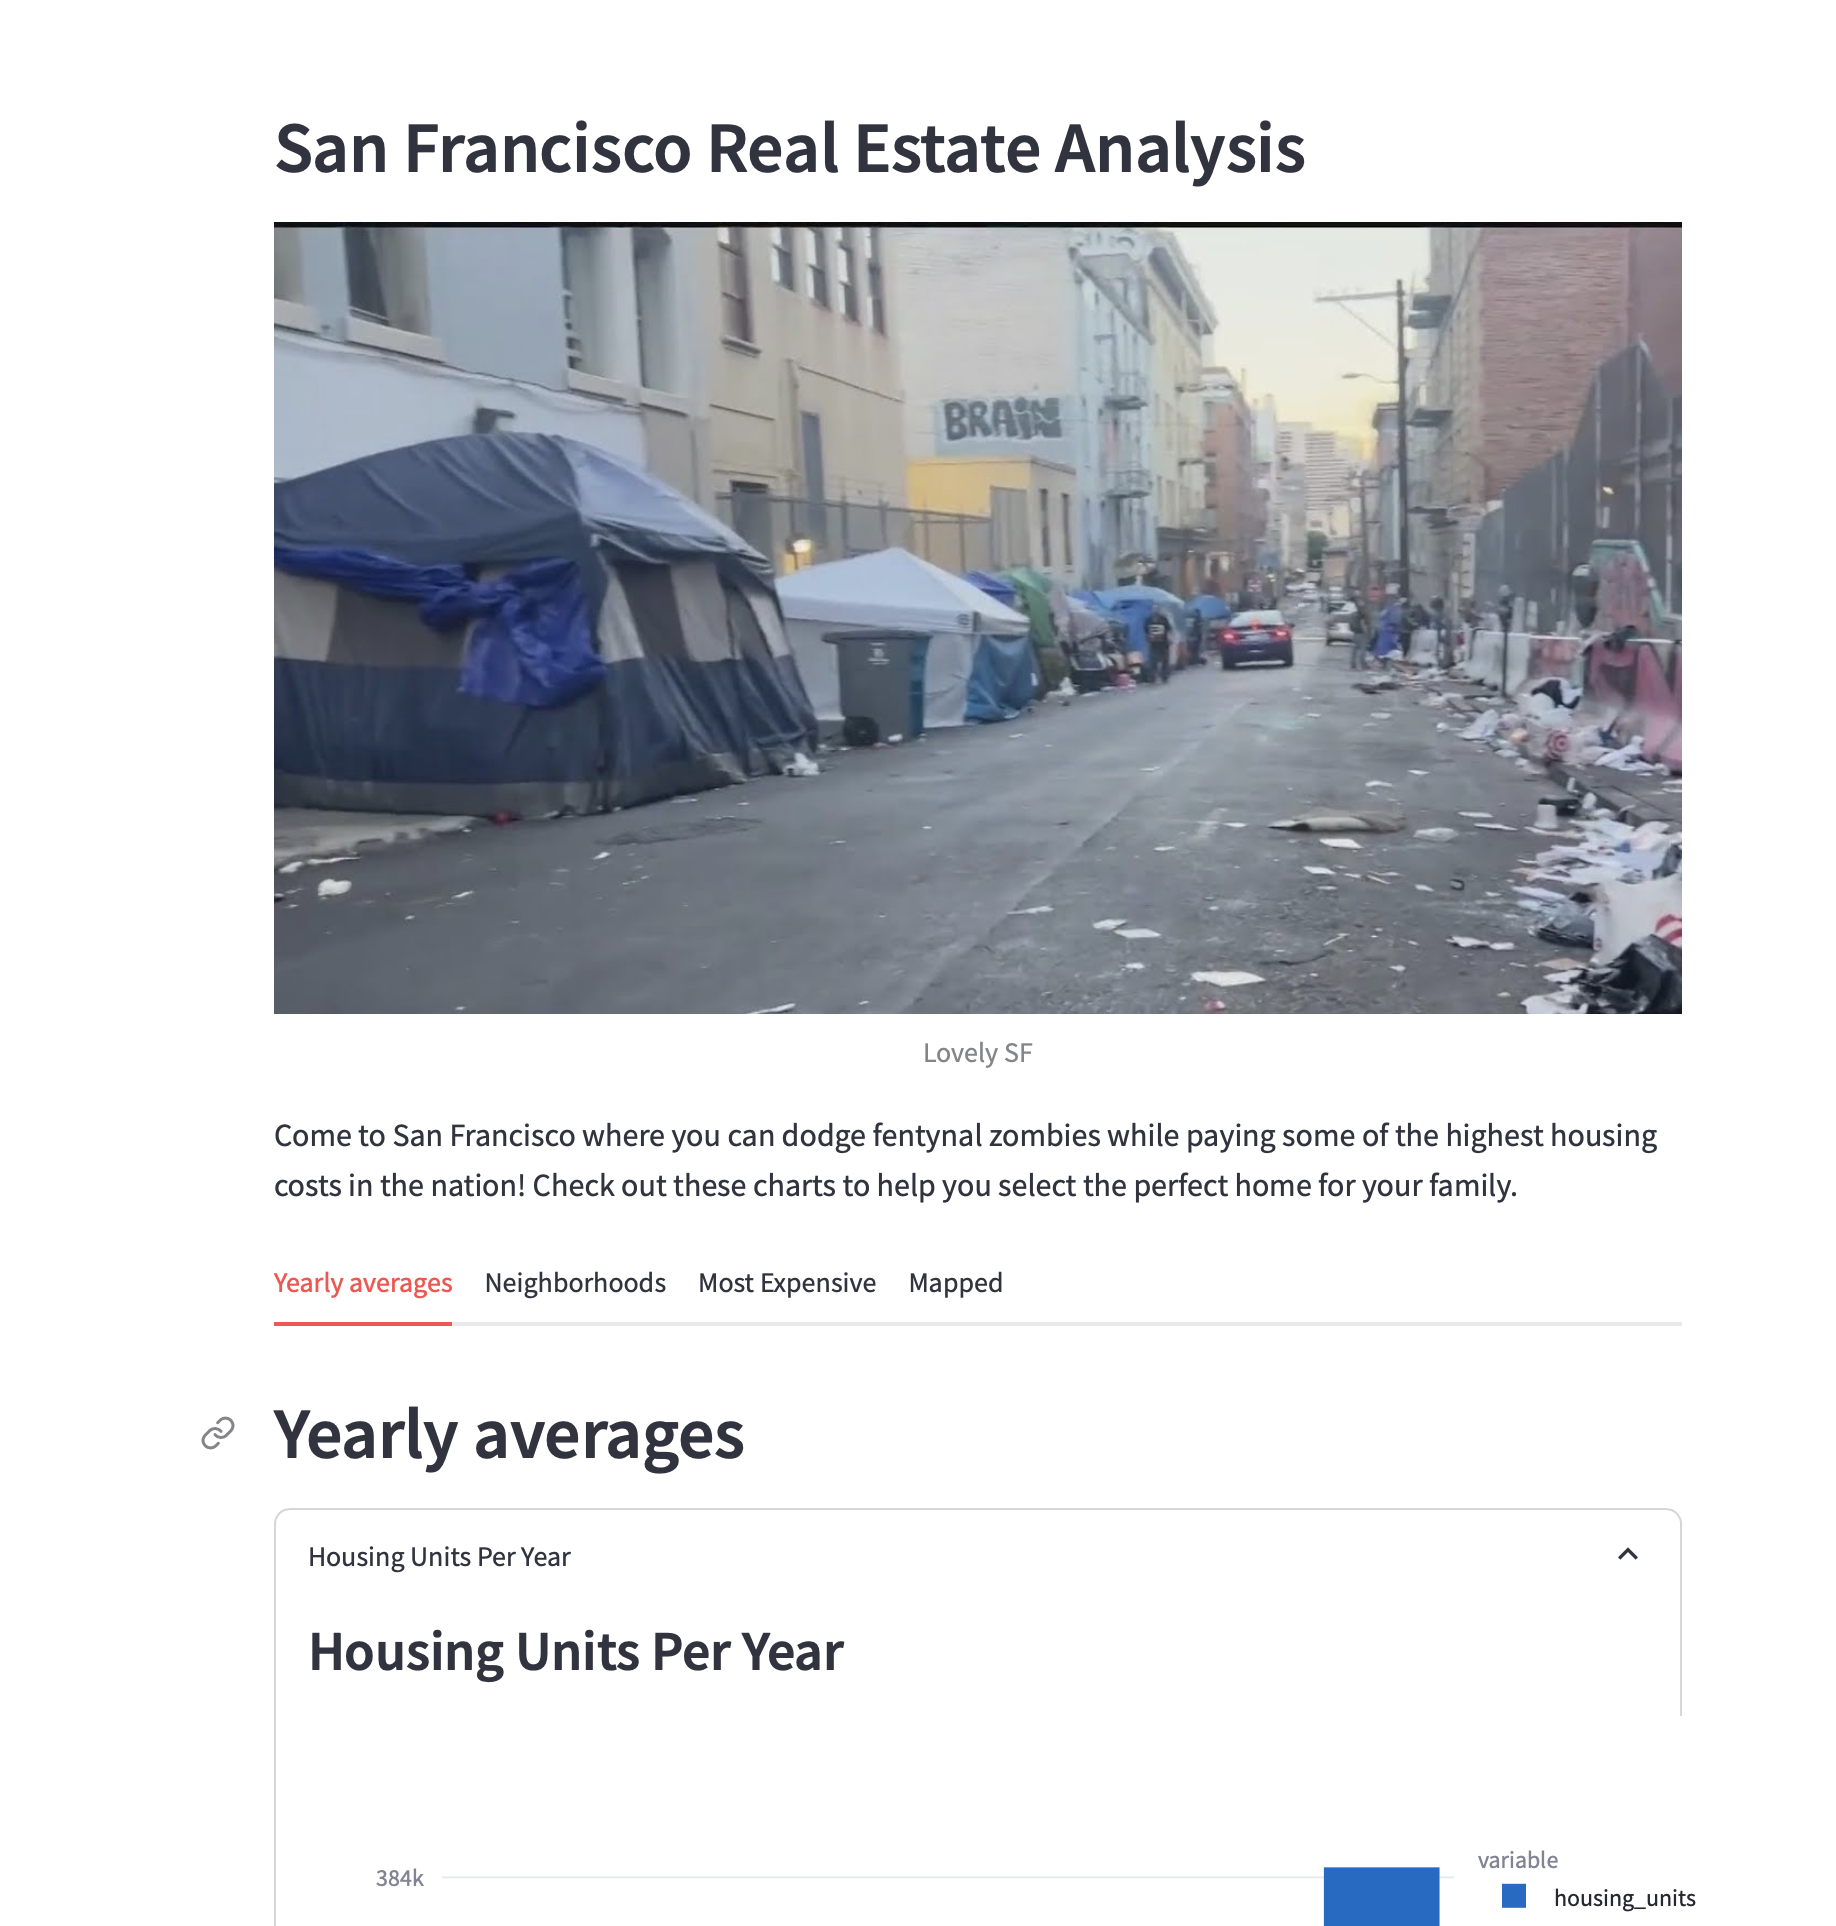 San Francisco Real Estate Analysis
BRAIN
Lovely SF
Come to San Francisco where you can dodge fentynal zombies while paying some of the highest housing
costs in the nation! Check out these charts to help you select the perfect home for your family.
Yearly averages Neighborhoods Most Expensive Mapped
Yearly averages
Housing Units Per Year
Housing Units Per Year
variable
384k
housing_units